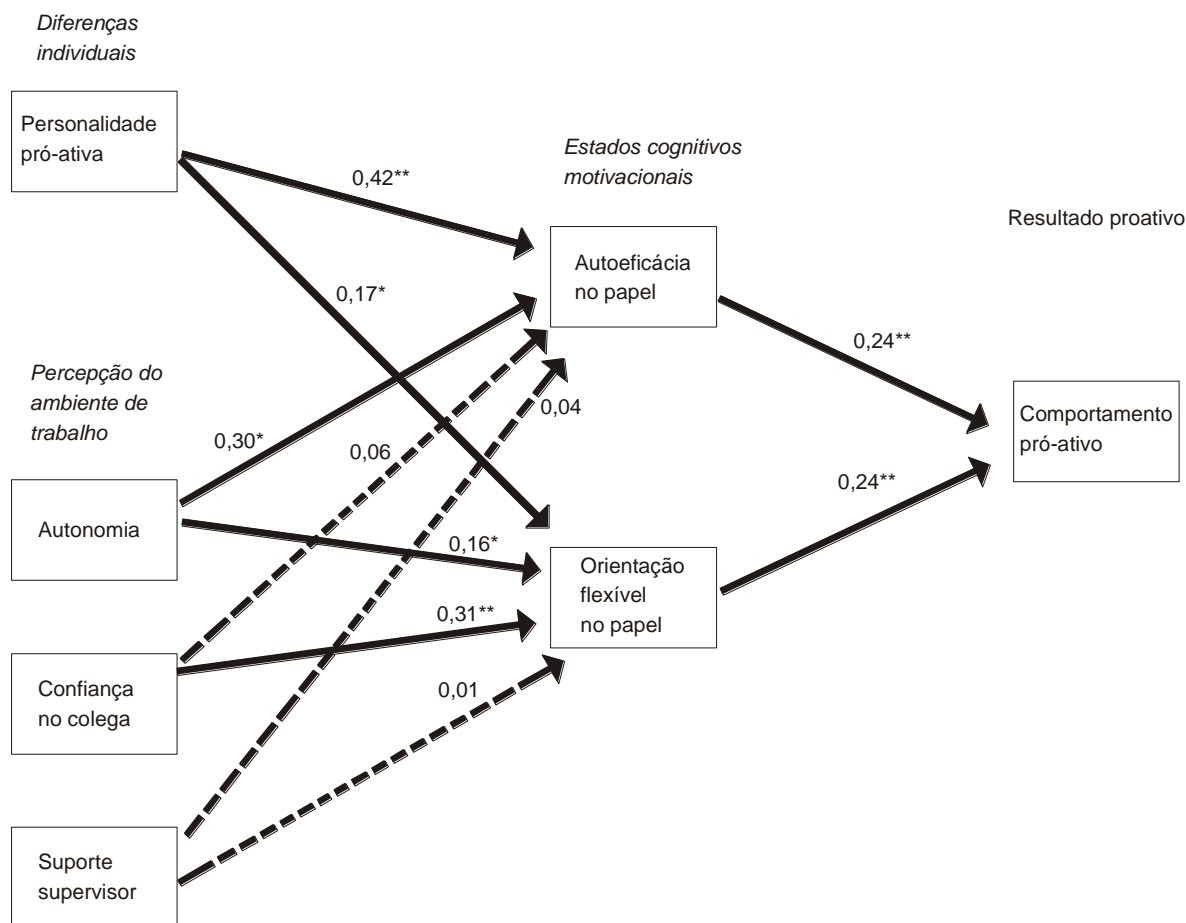 Diferenças
individuais
Personalidade
pró-ativa
Estados cognitivos
motivacionais
0,42**
Resultado proativo
Autoeficácia
no papel
0,17*
0,24**
Percepção do
ambiente de
trabalho
0,04
Comportamento
pró-ativo
0,30*
0,06
0,24**
Autonomia
0,16*
Orientação
flexível
no papel
0,31**
Confiança
no colega
0,01
Suporte
supervisor